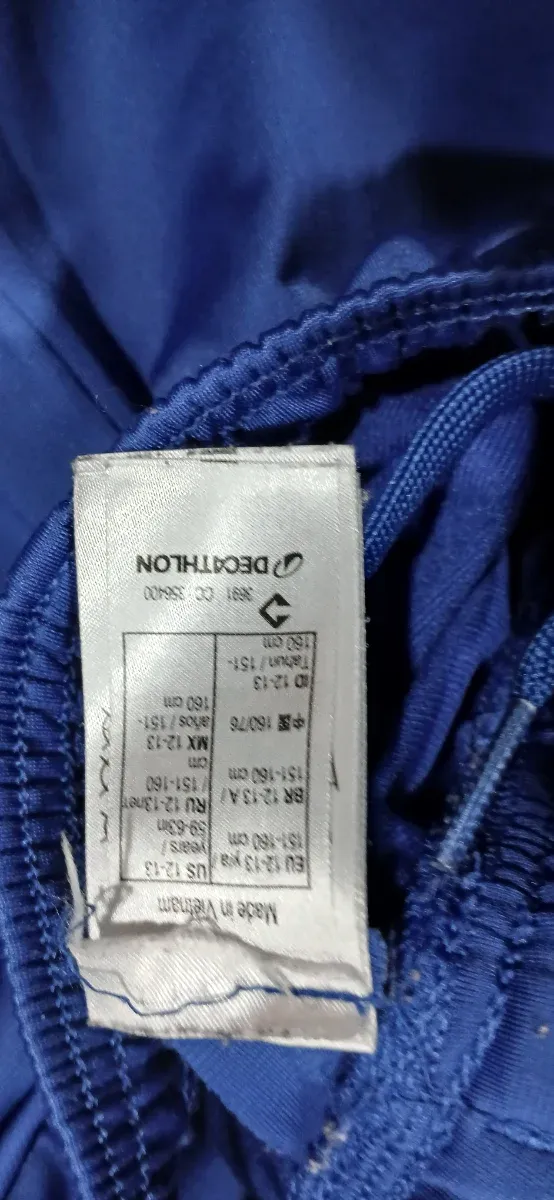 Made in Vietnam
EU 12-13 yrs/
151-160 cm
BR 12-13 A /
151-160 cm
中国 160/76
ID 12-13
Tahun / 151-
160 cm
US 12-13
years /
59-63in
RU 12-13лет
/ 151-160
cm
MX 12-13
años / 151-
160 cm
3691 CC 356400
DECATHLON